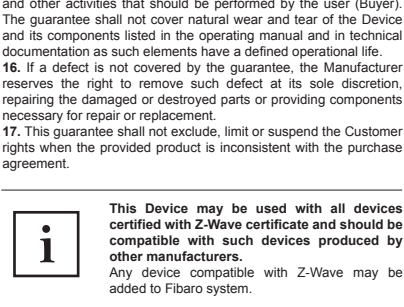 and other activities that should be performed by the user (Buyer).
The guarantee shall not cover natural wear and tear of the Device
and its components listed in the operating manual and in technical
documentation as such elements have a defined operational life.
16. If a defect is not covered by the guarantee, the Manufacturer
reserves the right to remove such defect at its sole discretion,
repairing the damaged or destroyed parts or providing components
necessary for repair or replacement.
17. This guarantee shall not exclude, limit or suspend the Customer
rights when the provided product is inconsistent with the purchase
agreement.
i
This Device may be used with all devices
certified with Z-Wave certificate and should be
compatible with such devices produced by
other manufacturers.
Any device compatible with Z-Wave may be
added to Fibaro system.